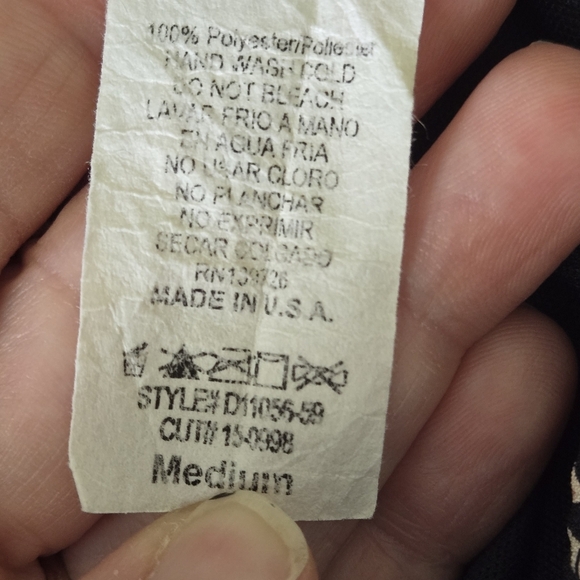 100% Polyester/Poliester
HAND WASH COLD
DO NOT BLEACH
LAVAR FRIO A MANO
EN AGUA FRIA
NO USAR CLORO
NO PLANCHAR
NO EXPRIMIR
SECAR COLGADO
MADE IN U.S.A.
STYLE# D11056-59
CUT# 15-0998
Medium